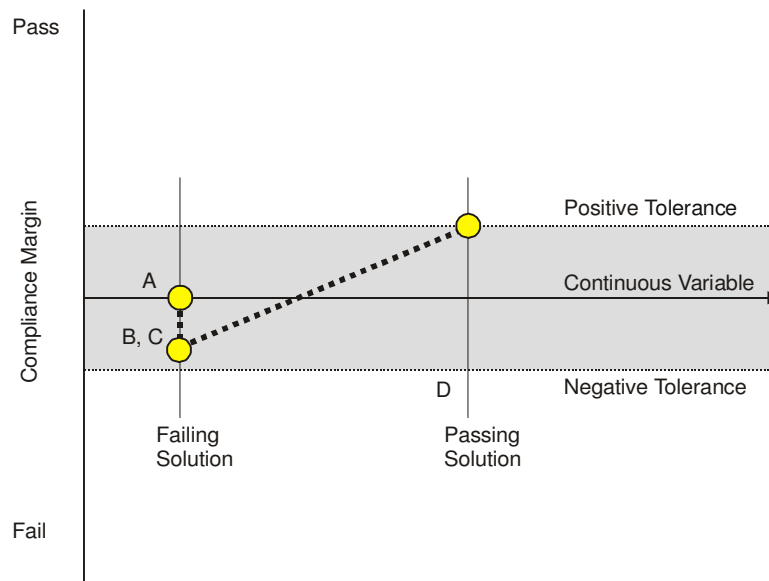 Pass
Compliance Margin
Positive Tolerance
A
Continuous Variable
B, C
D
Negative Tolerance
Failing
Solution
Passing
Solution
Fail